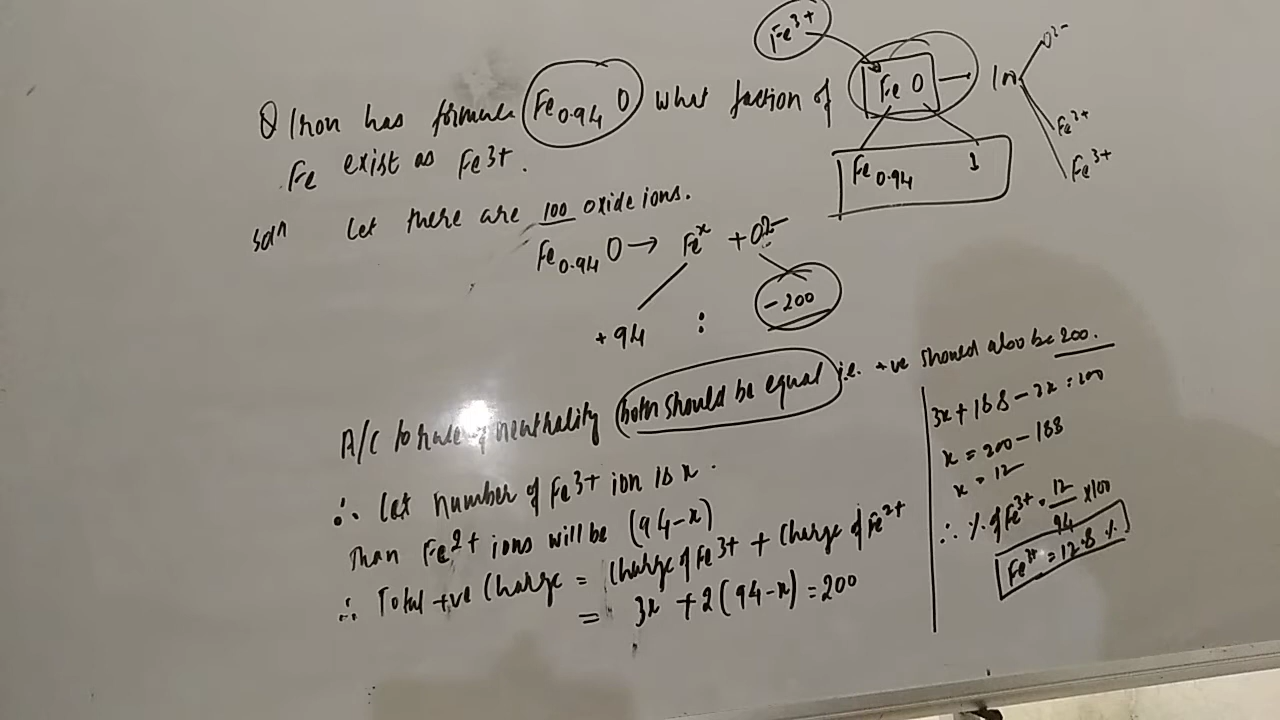 Fe3+
Q Iron has formula Fe0.94 O what faction of Fe O → In O2-
Fe2+
Fe3+
Fe exist as Fe3+.
Fe0.94 1
Soln Let there are 100 oxide ions.
Fe0.94 O → Fex + O2-
+94 : -200
A/C to rule of neutrality both should be equal i.e. +ve should also be 200.
∴ let number of Fe3+ ion is x.
Than Fe2+ ions will be (94-x)
∴ Total +ve Charge = Charge of Fe3+ + Charge of Fe2+
= 3x + 2(94-x) = 200
3x + 188 - 2x = 200
x = 200 - 188
x = 12
∴ % of Fe3+ = 12/94 x100
Fe3+ = 12.8 %